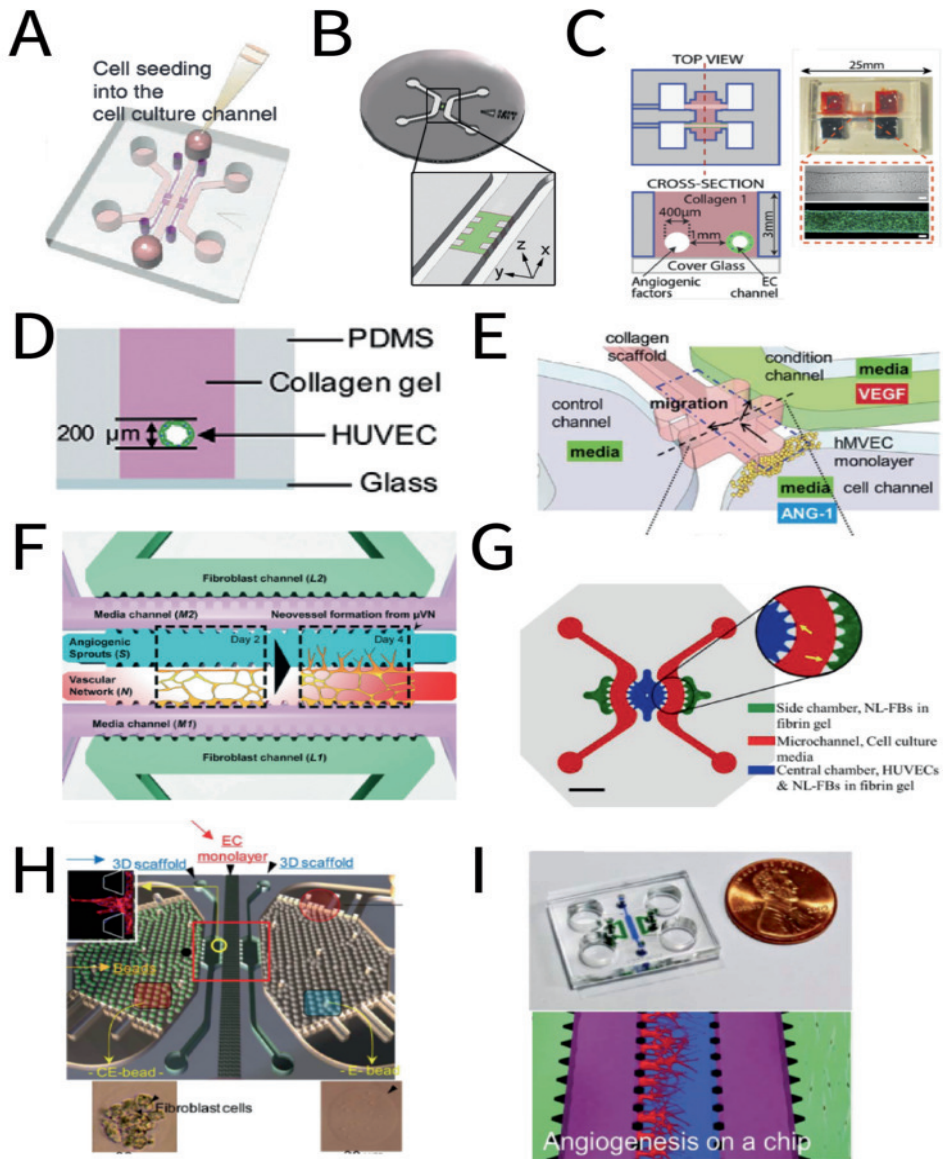 A
Cell seeding
into the
cell culture channel
B
C
TOP VIEW
25mm
CROSS-SECTION
Collagen 1
400µm
1mm
3mm
Cover Glass
Angiogenic
factors
EC
channel
D
PDMS
Collagen gel
200 µm
HUVEC
Glass
E
collagen
scaffold
condition
channel
media
VEGF
migration
control
channel
media
hMVEC
monolayer
media
cell channel
ANG-1
F
Fibroblast channel (L2)
Media channel (M2)
Neovessel formation from µVN
Angiogenic
Sprouts (S)
Day 2
Day 4
Vascular
Network (N)
Media channel (M1)
Fibroblast channel (L1)
G
Side chamber, NL-FBs in
fibrin gel
Microchannel, Cell culture
media
Central chamber, HUVECs
& NL-FBs in fibrin gel
H
EC
monolayer
3D scaffold
3D scaffold
Beads
- CE-bead -
- E- bead -
Fibroblast cells
I
Angiogenesis on a chip